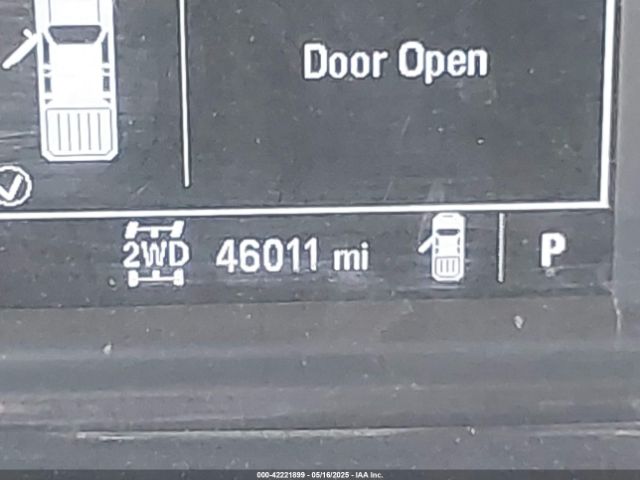 Door Open
2WD 46011 mi P
000-42221899 - 05/16/2025 - IAA Inc.